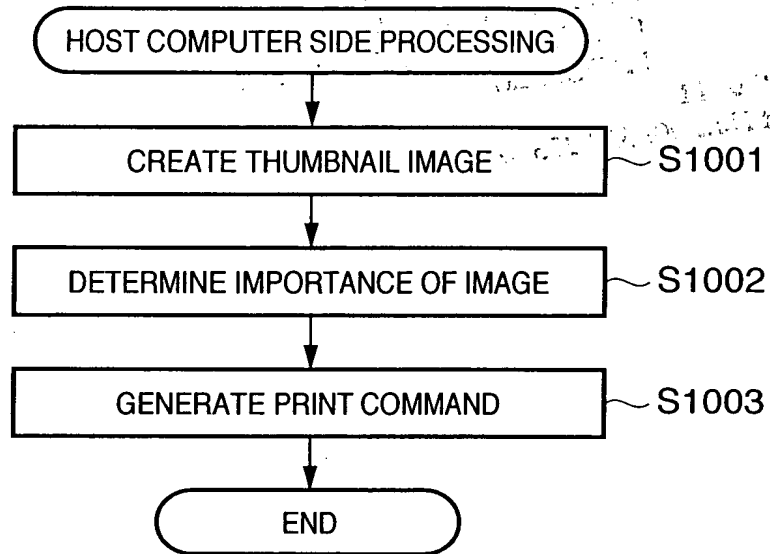 HOST COMPUTER SIDE PROCESSING
CREATE THUMBNAIL IMAGE
S1001
DETERMINE IMPORTANCE OF IMAGE
S1002
GENERATE PRINT COMMAND
S1003
END